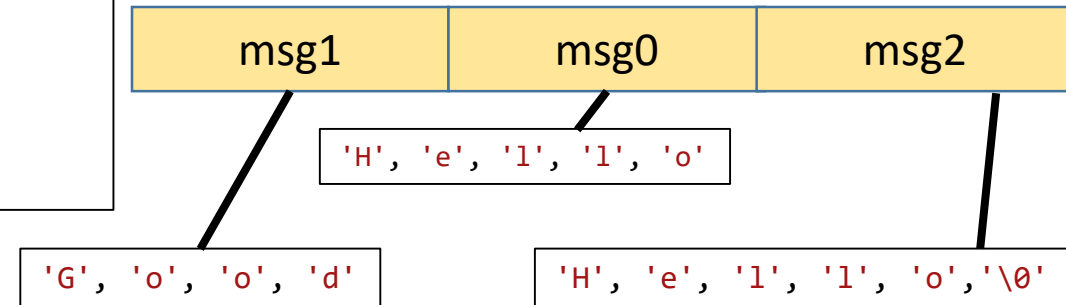 msg1 msg0 msg2
'H', 'e', 'l', 'l', 'o'
'G', 'o', 'o', 'd'
'H', 'e', 'l', 'l', 'o','\0'